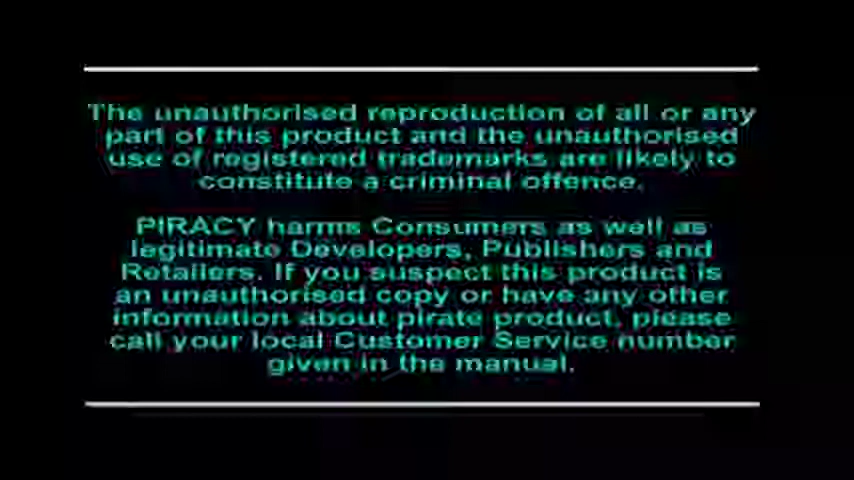 The unauthorised reproduction of all or any
part of this product and the unauthorised
use of registered trademarks are likely to
constitute a criminal offence.
PIRACY harms Consumers as well as
legitimate Developers, Publishers and
Retailers. If you suspect this product is
an unauthorised copy or have any other
information about pirate product, please
call your local Customer Service number
given in the manual.